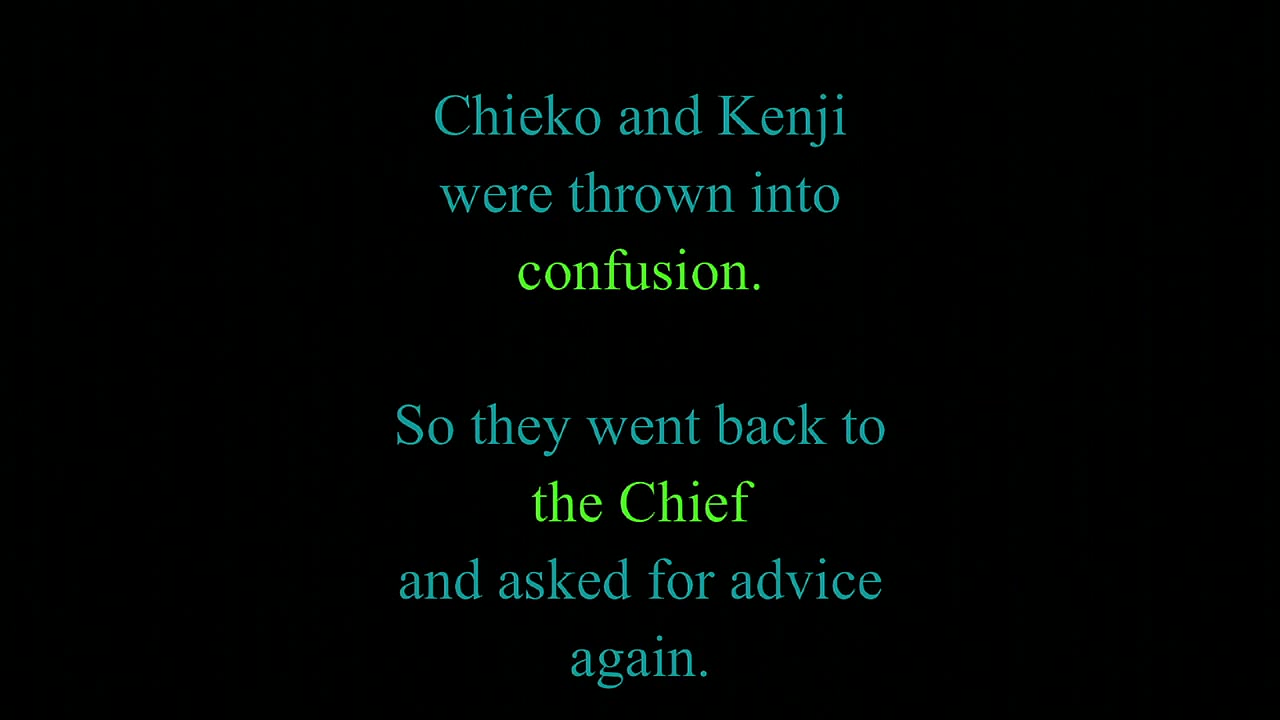 Chieko and Kenji
were thrown into
confusion.
So they went back to
the Chief
and asked for advice
again.